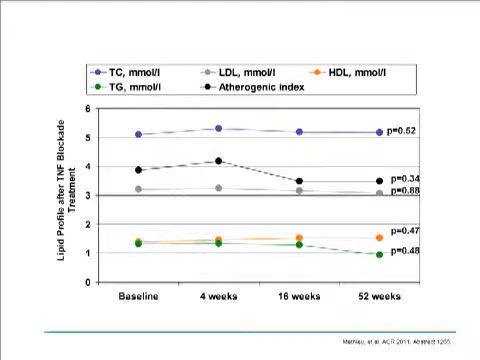 TC, mmol/l LDL, mmol/l HDL, mmol/l
TG, mmol/l Atherogenic index
Lipid Profile after TNF Blockade
Treatment
6
5
4
3
2
1
0
p=0.52
p=0.34
p=0.88
p=0.47
p=0.48
Baseline 4 weeks 16 weeks 52 weeks
Mathieu, et al. ACR 2011. Abstract 1255.